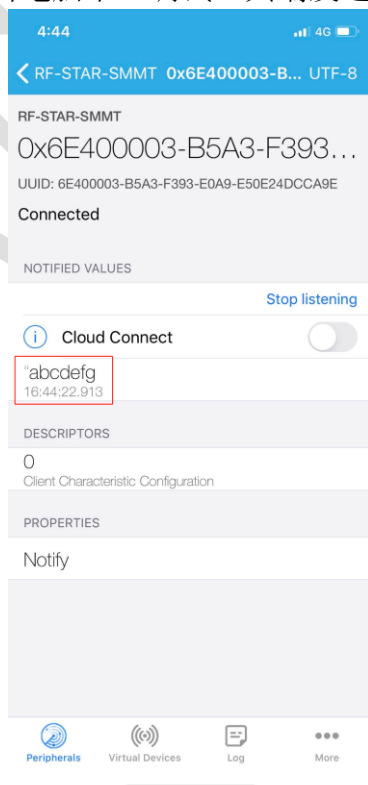 4:44
4G
RF-STAR-SMMT 0x6E400003-B... UTF-8
RF-STAR-SMMT
0x6E400003-B5A3-F393...
UUID: 6E400003-B5A3-F393-E0A9-E50E24DCCA9E
Connected
NOTIFIED VALUES
Stop listening
Cloud Connect
“abcdefg
16:44:22.913
DESCRIPTORS
0
Client Characteristic Configuration
PROPERTIES
Notify
Peripherals
Virtual Devices
Log
More